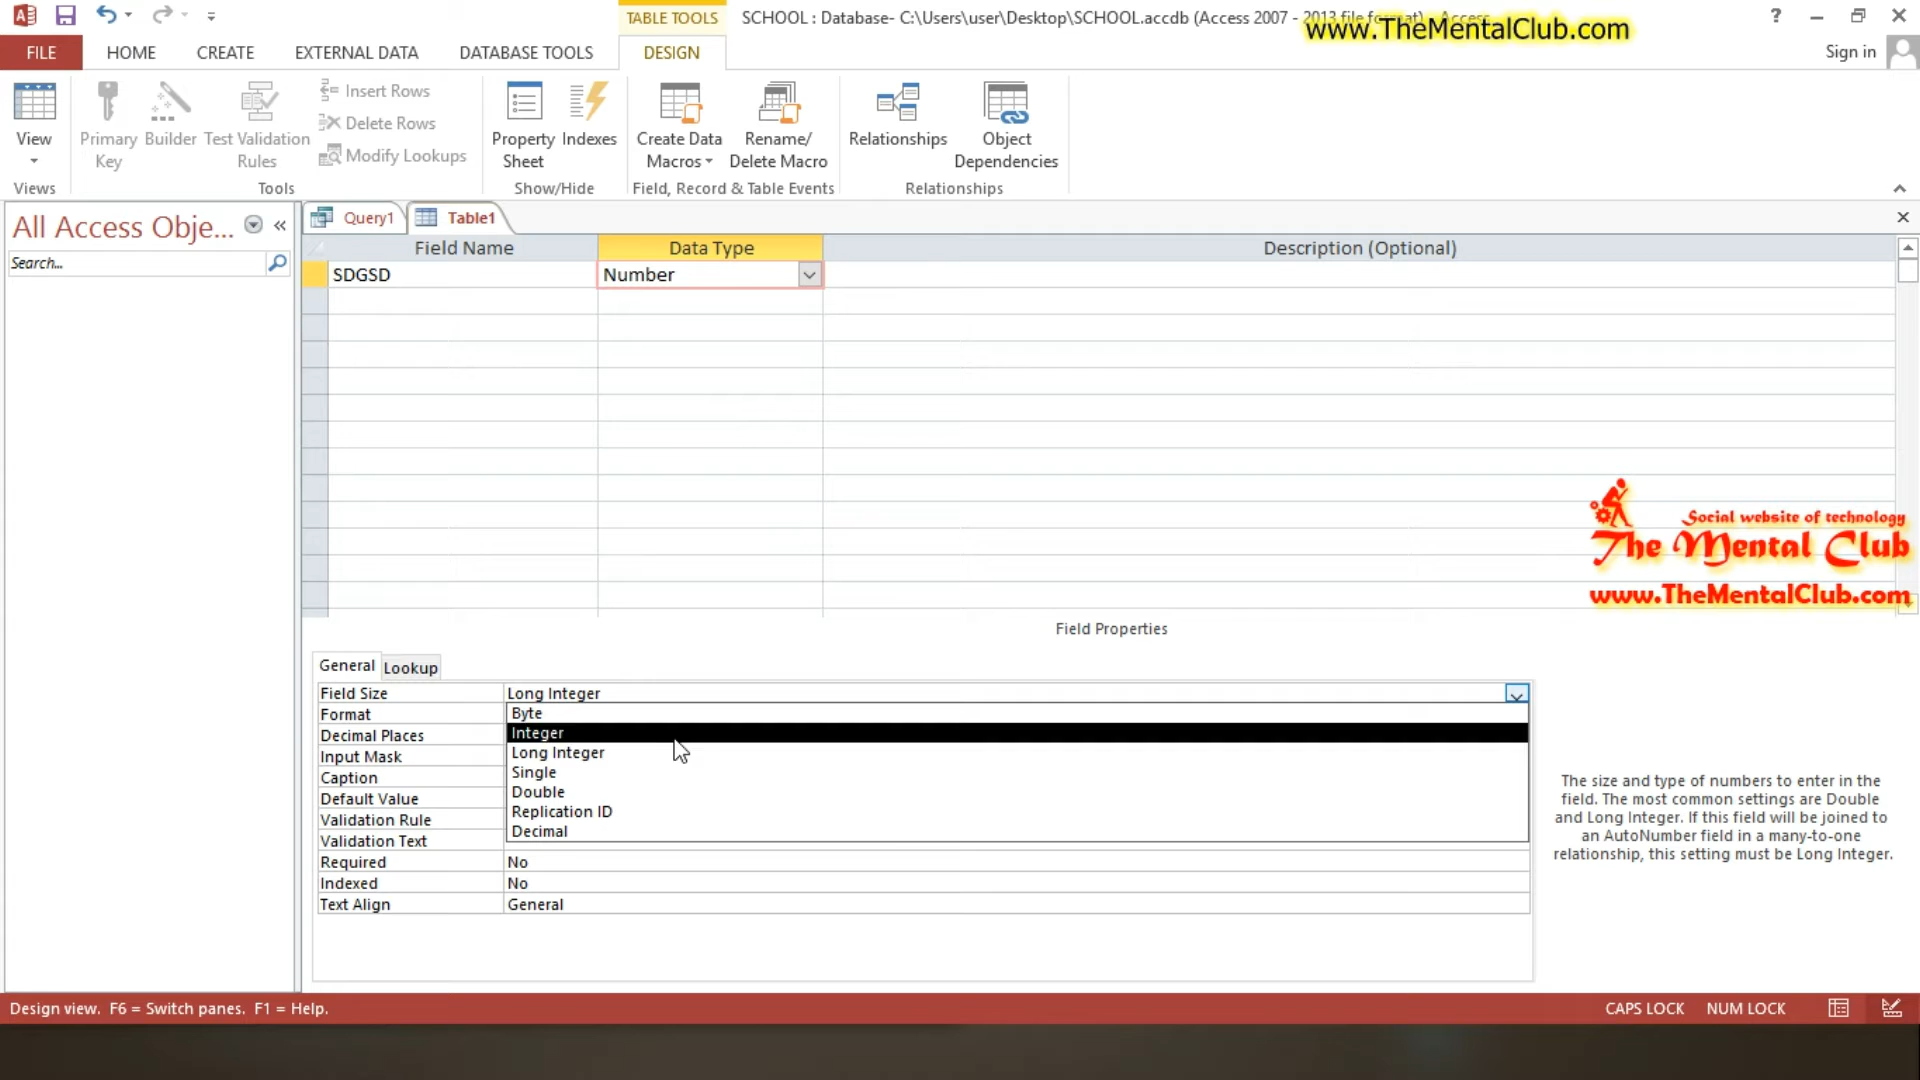 TABLE TOOLS
SCHOOL : Database- C:\Users\user\Desktop\SCHOOL.accdb (Access 2007 - 2013 file format) - Access
www.TheMentalClub.com
?
FILE
HOME
CREATE
EXTERNAL DATA
DATABASE TOOLS
DESIGN
Sign in
View
Primary
Key
Builder
Test Validation
Rules
Insert Rows
Delete Rows
Modify Lookups
Property
Sheet
Indexes
Create Data
Macros
Rename/
Delete Macro
Relationships
Object
Dependencies
Views
Tools
Show/Hide
Field, Record & Table Events
Relationships
All Access Obje...
Search...
Query1
Table1
Field Name
Data Type
Description (Optional)
SDGSD
Number
Social website of technology
The Mental Club
www.TheMentalClub.com
Field Properties
General
Lookup
Field Size
Long Integer
Format
Byte
Decimal Places
Integer
Input Mask
Long Integer
Caption
Single
Default Value
Double
Validation Rule
Replication ID
Validation Text
Decimal
Required
No
Indexed
No
Text Align
General
The size and type of numbers to enter in the
field. The most common settings are Double
and Long Integer. If this field will be joined to
an AutoNumber field in a many-to-one
relationship, this setting must be Long Integer.
Design view. F6 = Switch panes. F1 = Help.
CAPS LOCK
NUM LOCK